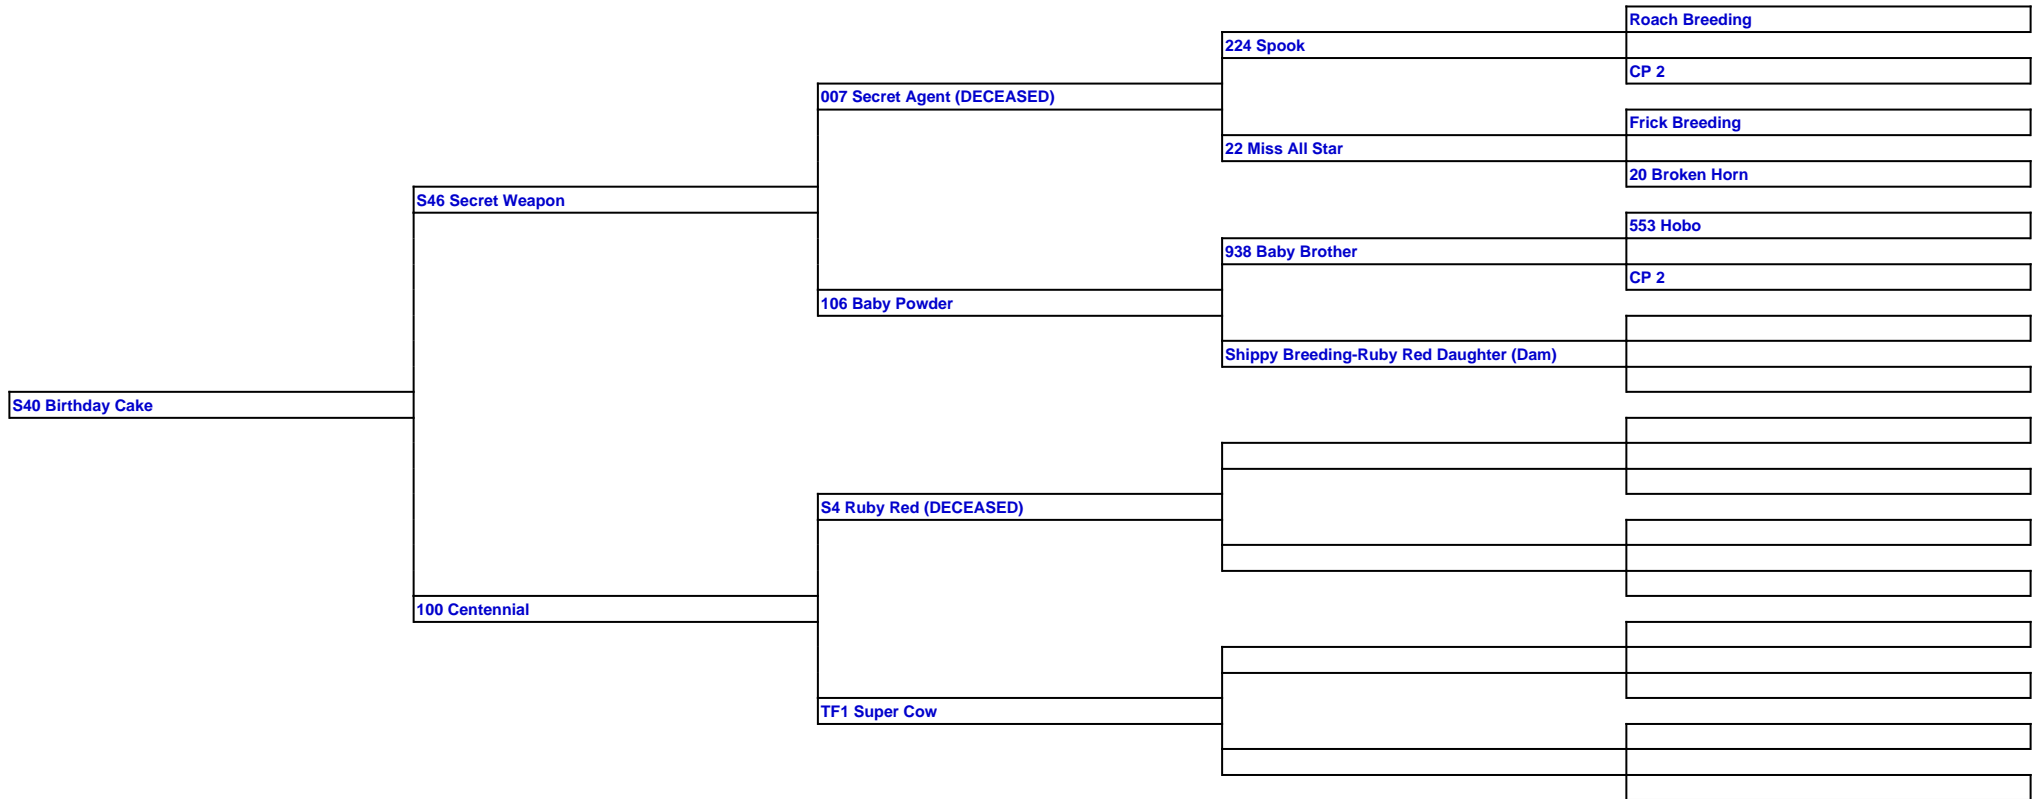 Roach Breeding
224 Spook
CP 2
007 Secret Agent (DECEASED)
Frick Breeding
22 Miss All Star
20 Broken Horn
S46 Secret Weapon
553 Hobo
938 Baby Brother
CP 2
106 Baby Powder
Shippy Breeding-Ruby Red Daughter (Dam)
S40 Birthday Cake
S4 Ruby Red (DECEASED)
100 Centennial
TF1 Super Cow